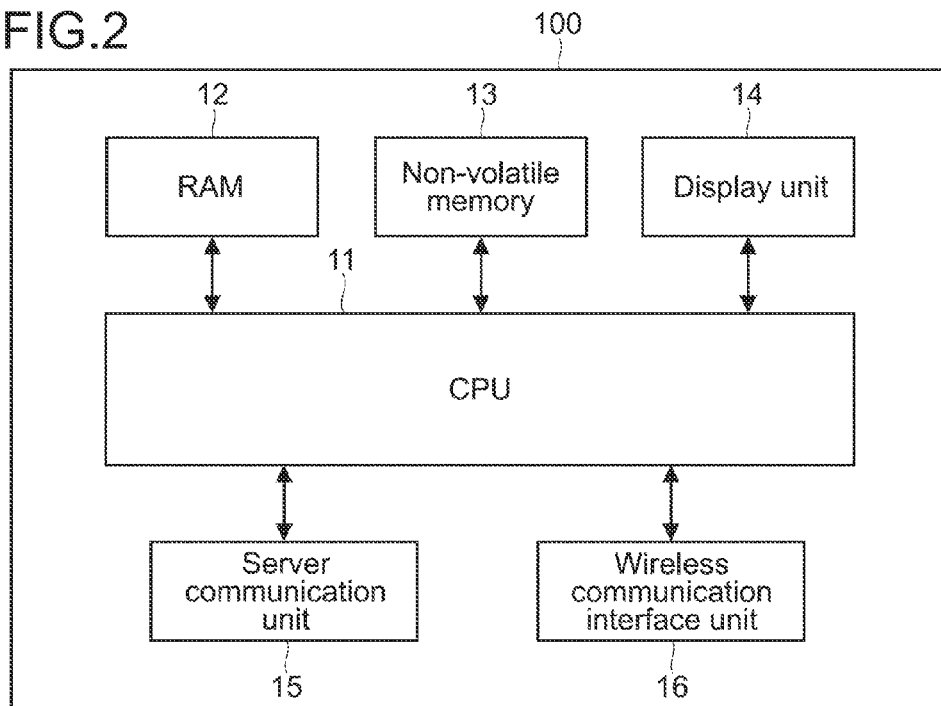 FIG.2
100
12
13
14
RAM
Non-volatile
memory
Display unit
11
CPU
Server
communication
unit
Wireless
communication
interface unit
15
16